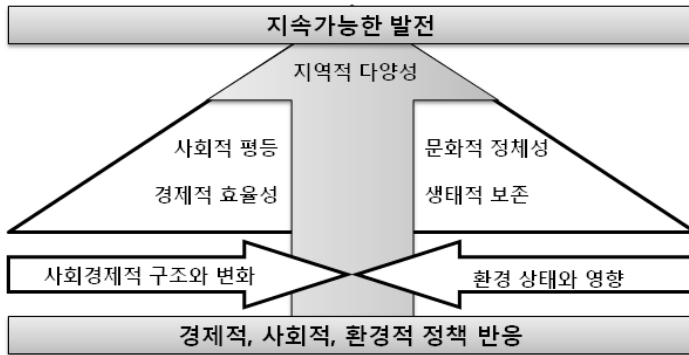 지속가능한 발전
지역적 다양성
사회적 평등
문화적 정체성
경제적 효율성
생태적 보존
사회경제적 구조와 변화
환경 상태와 영향
경제적, 사회적, 환경적 정책 반응